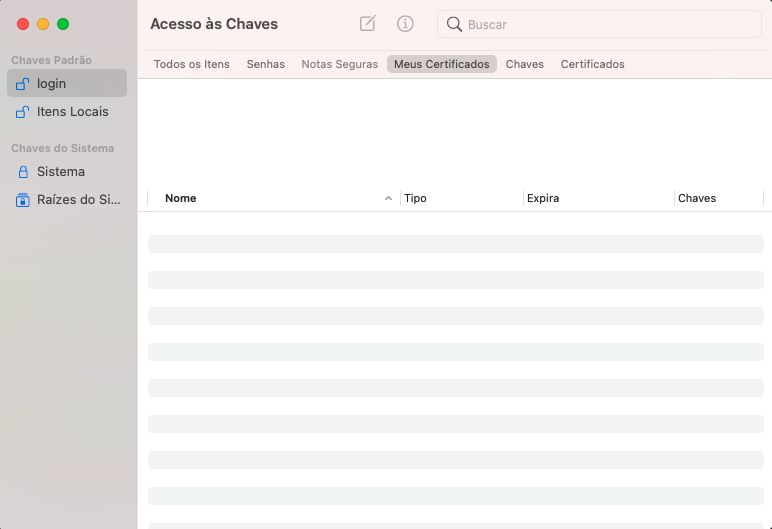 Acesso às Chaves
Buscar
Todos os Itens Senhas Notas Seguras Meus Certificados Chaves Certificados
Chaves Padrão
login
Itens Locais
Chaves do Sistema
Sistema
Raízes do Si...
Nome Tipo Expira Chaves